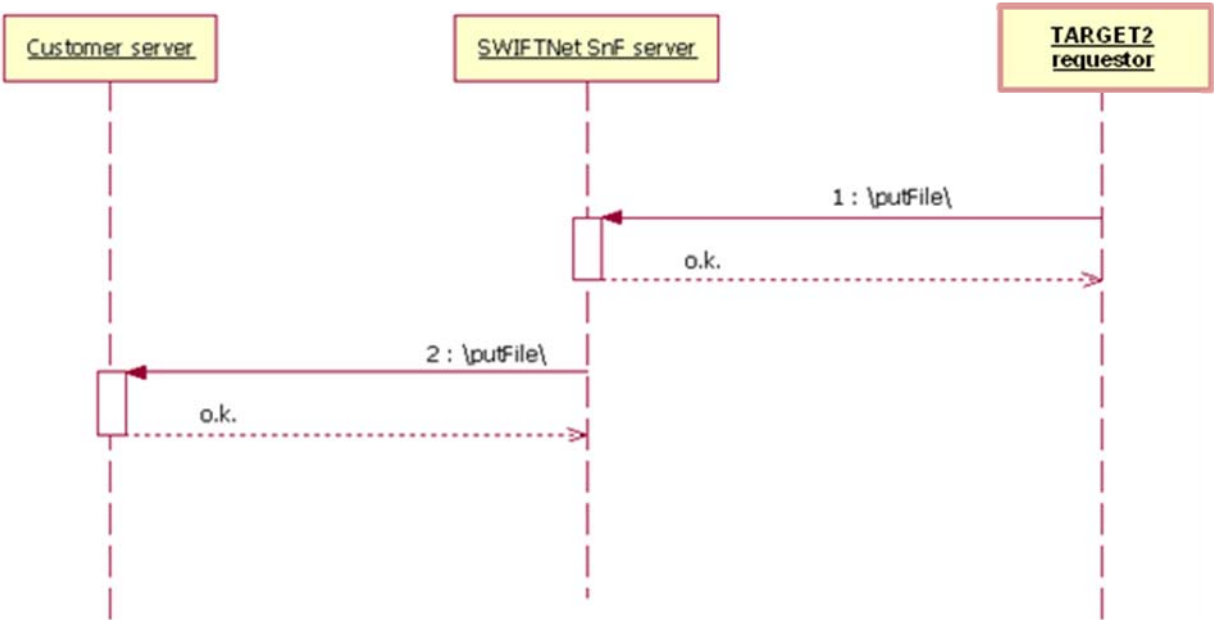 Customer server
SWIFTNet SnF server
TARGET2
requestor
1 : \putFile\
o.k.
2 : \putFile\
o.k.